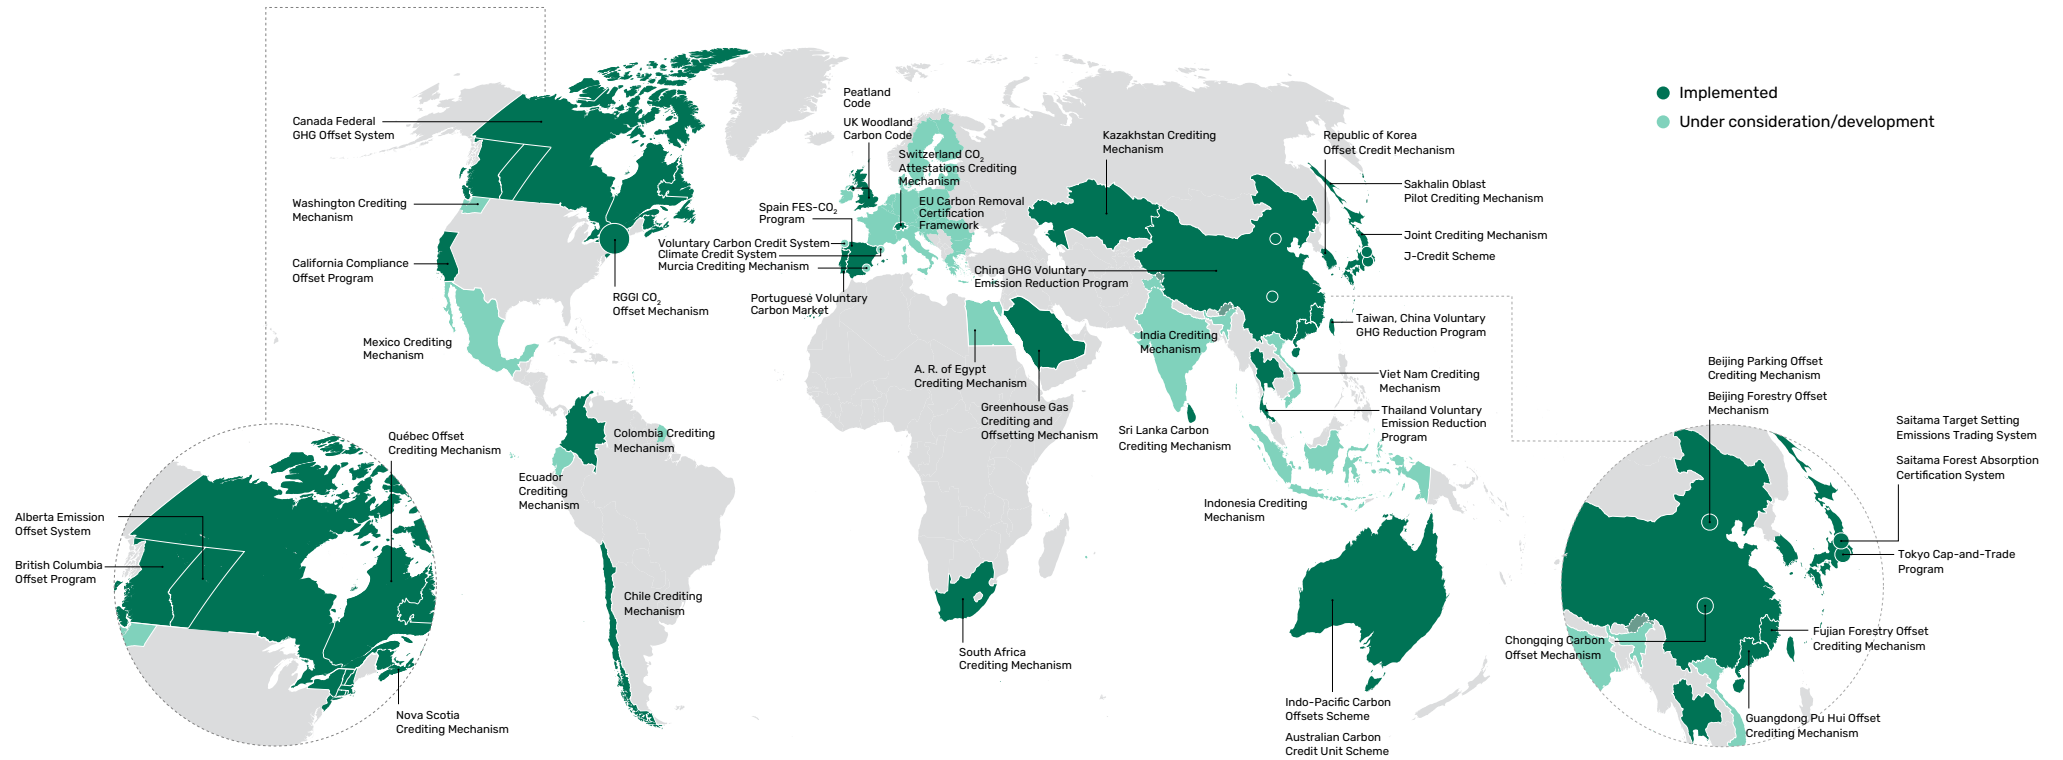 Implemented
Under consideration/development
Canada Federal
GHG Offset System
Washington Crediting
Mechanism
California Compliance
Offset Program
Mexico Crediting
Mechanism
RGGI CO₂
Offset Mechanism
Colombia Crediting
Mechanism
Ecuador
Crediting
Mechanism
Chile Crediting
Mechanism
Québec Offset
Crediting Mechanism
Alberta Emission
Offset System
British Columbia
Offset Program
Nova Scotia
Crediting Mechanism
Peatland
Code
UK Woodland
Carbon Code
Switzerland CO₂
Attestations Crediting
Mechanism
EU Carbon Removal
Certification
Framework
Spain FES-CO₂
Program
Voluntary Carbon Credit System
Climate Credit System
Murcia Crediting Mechanism
Portuguese Voluntary
Carbon Market
A. R. of Egypt
Crediting Mechanism
Greenhouse Gas
Crediting and
Offsetting Mechanism
South Africa
Crediting Mechanism
Kazakhstan Crediting
Mechanism
China GHG Voluntary
Emission Reduction Program
India Crediting
Mechanism
Sri Lanka Carbon
Crediting Mechanism
Indonesia Crediting
Mechanism
Republic of Korea
Offset Credit Mechanism
Sakhalin Oblast
Pilot Crediting Mechanism
Joint Crediting Mechanism
J-Credit Scheme
Taiwan, China Voluntary
GHG Reduction Program
Viet Nam Crediting
Mechanism
Thailand Voluntary
Emission Reduction
Program
Indo-Pacific Carbon
Offsets Scheme
Australian Carbon
Credit Unit Scheme
Beijing Parking Offset
Crediting Mechanism
Beijing Forestry Offset
Mechanism
Saitama Target Setting
Emissions Trading System
Saitama Forest Absorption
Certification System
Tokyo Cap-and-Trade
Program
Chongqing Carbon
Offset Mechanism
Fujian Forestry Offset
Crediting Mechanism
Guangdong Pu Hui Offset
Crediting Mechanism